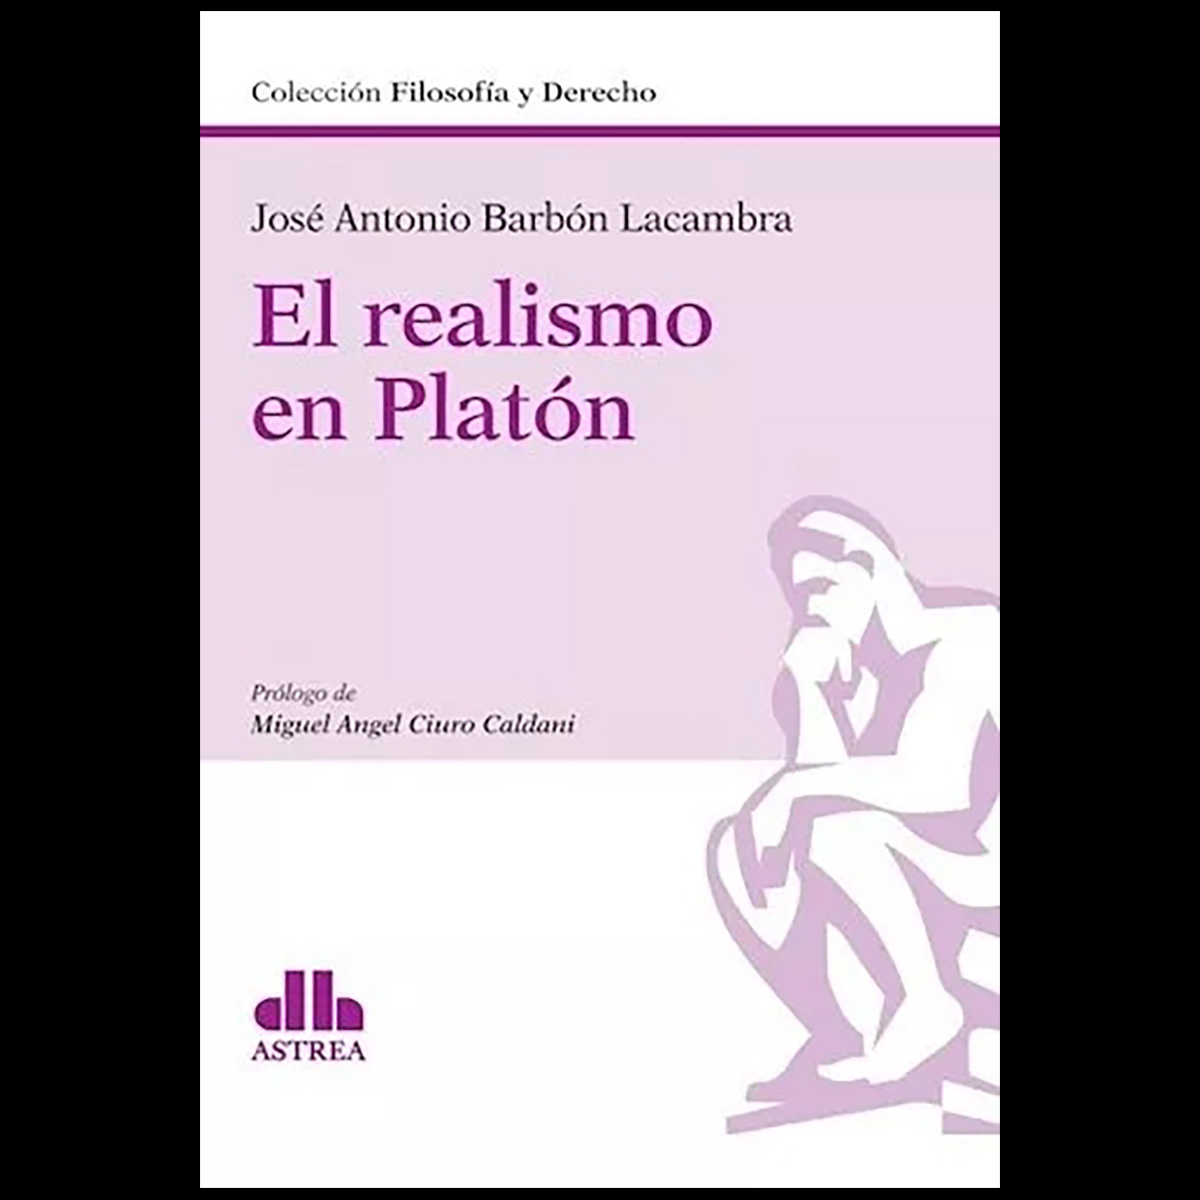 Colección Filosofía y Derecho
José Antonio Barbón Lacambra
El realismo
en Platón
Prólogo de
Miguel Angel Ciuro Caldani
ASTREA